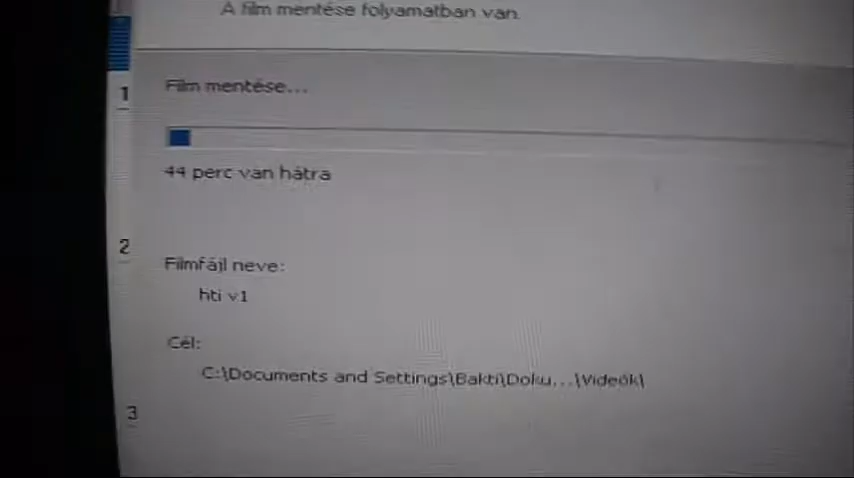 A film mentése folyamatban van
1
Film mentése...
44 perc van hátra
2
Filmfájl neve:
hti v1
Cél:
C:\Documents and Settings\Bakti\Doku...\Videók\
3